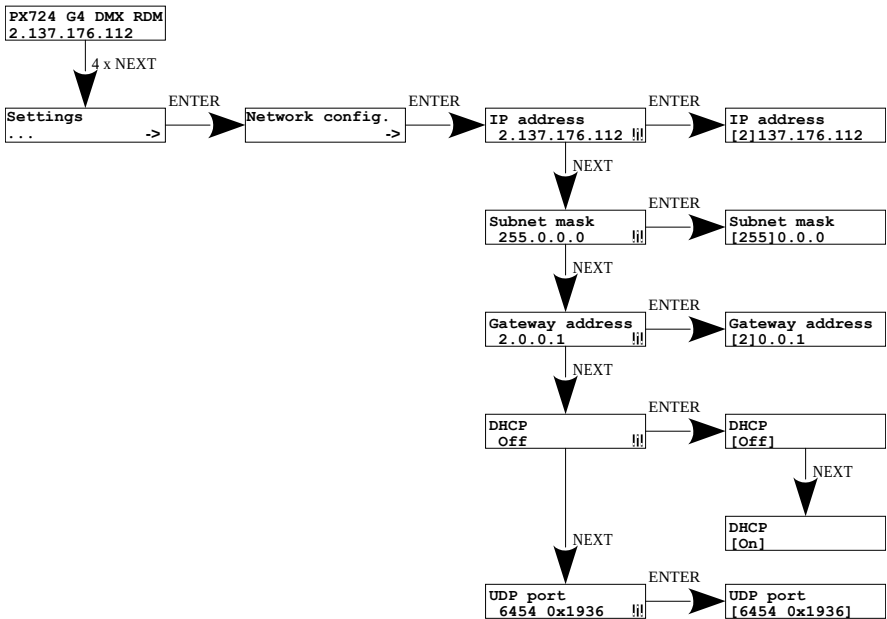 PX724 G4 DMX RDM
2.137.176.112
4 x NEXT
ENTER
ENTER
ENTER
Settings
... ->
Network config.
->
IP address
2.137.176.112 !i!
IP address
[2]137.176.112
NEXT
ENTER
Subnet mask
255.0.0.0 !i!
Subnet mask
[255]0.0.0
NEXT
ENTER
Gateway address
2.0.0.1 !i!
Gateway address
[2]0.0.1
NEXT
ENTER
DHCP
Off !i!
DHCP
[Off]
NEXT
DHCP
[On]
NEXT
ENTER
UDP port
6454 0x1936 !i!
UDP port
[6454 0x1936]